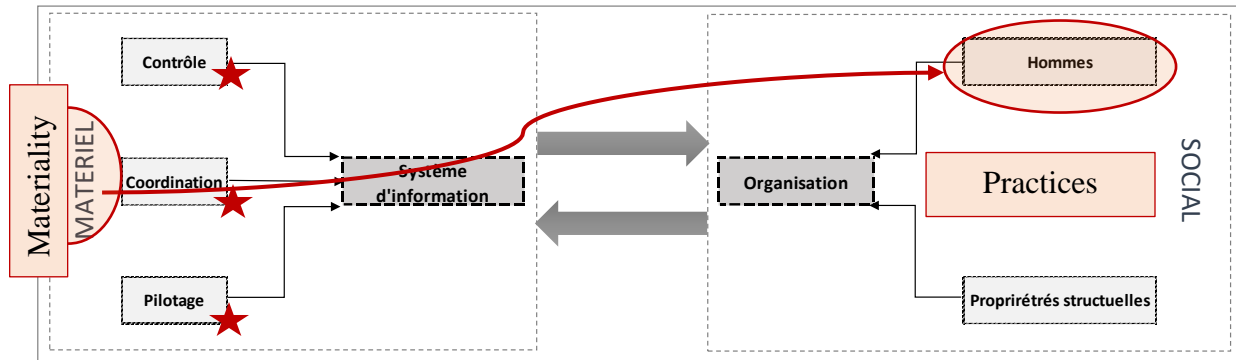 Materiality
MATERIEL
Contrôle
Coordination
Pilotage
Système
d'information
Organisation
Hommes
Practices
Proprirétrés structuelles
SOCIAL